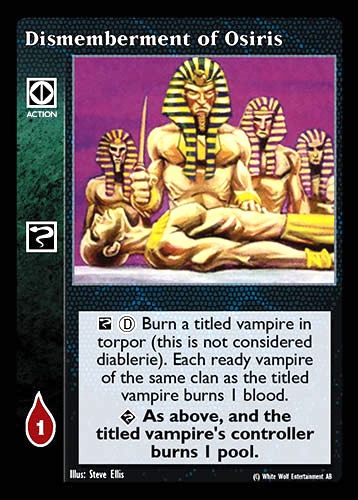 Dismemberment of Osiris
ACTION
D Burn a titled vampire in
torpor (this is not considered
diablerie). Each ready vampire
of the same clan as the titled
vampire burns 1 blood.
As above, and the
titled vampire's controller
burns 1 pool.
1
Illus: Steve Ellis
(C) White Wolf Entertainment AB